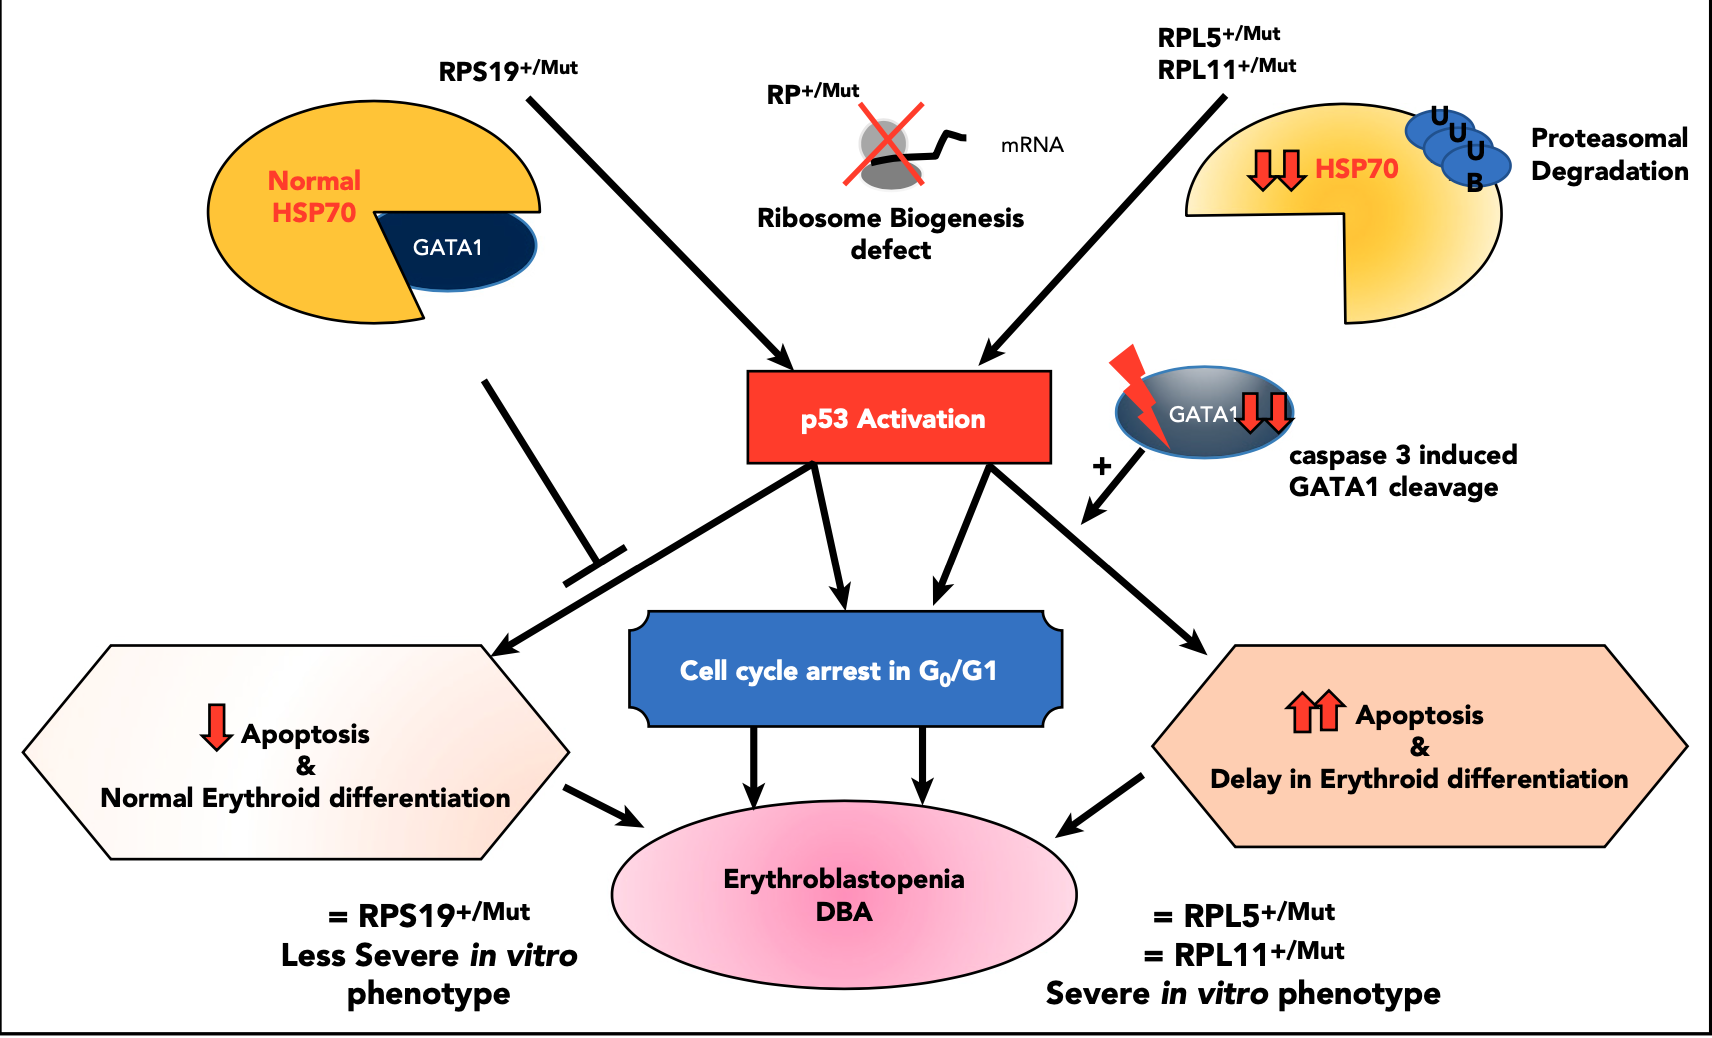 RPS19+/Mut
RP+/Mut
mRNA
Ribosome Biogenesis
defect
RPL5+/Mut
RPL11+/Mut
Normal
HSP70
GATA1
HSP70
U
U
U
B
Proteasomal
Degradation
p53 Activation
GATA1
+
caspase 3 induced
GATA1 cleavage
Cell cycle arrest in G0/G1
Apoptosis
&
Normal Erythroid differentiation
Apoptosis
&
Delay in Erythroid differentiation
Erythroblastopenia
DBA
= RPS19+/Mut
Less Severe in vitro
phenotype
= RPL5+/Mut
= RPL11+/Mut
Severe in vitro phenotype